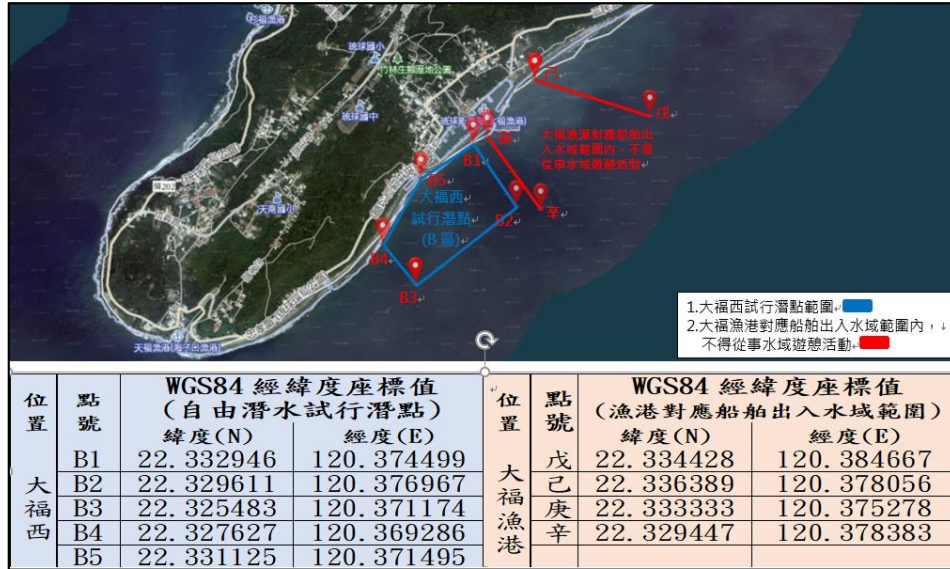 杉福漁港
琉球國小
竹林生態濕地公園
己
戊
琉球國中
庚
大福漁港對應船舶出
入水域範圍內，不得
從事水域遊憩活動
B1
B5
屏202
大福西
試行潛點
(B 區)
天南國小
B2
辛
B4
B3
1.大福西試行潛點範圍
2.大福漁港對應船舶出入水域範圍內，
不得從事水域遊憩活動
天福漁港(海子口漁港)
位置 點號 WGS84 經緯度座標值 (自由潛水試行潛點)
緯度(N) 經度(E)
大福西
B1 22.332946 120.374499
B2 22.329611 120.376967
B3 22.325483 120.371174
B4 22.327627 120.369286
B5 22.331125 120.371495
位置 點號 WGS84 經緯度座標值 (漁港對應船舶出入水域範圍)
緯度(N) 經度(E)
大福漁港
戊 22.334428 120.384667
己 22.336389 120.378056
庚 22.333333 120.375278
辛 22.329447 120.378383